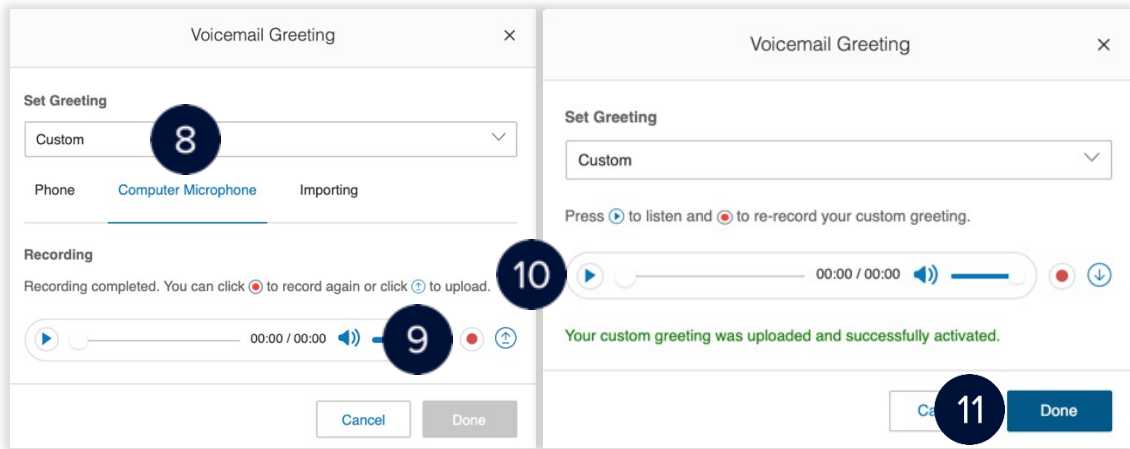 Voicemail Greeting
Set Greeting
Custom
8
Phone Computer Microphone Importing
Recording
Recording completed. You can click to record again or click to upload.
00:00 / 00:00
9
Cancel Done
Voicemail Greeting
Set Greeting
Custom
Press to listen and to re-record your custom greeting.
10
00:00 / 00:00
Your custom greeting was uploaded and successfully activated.
11
Done